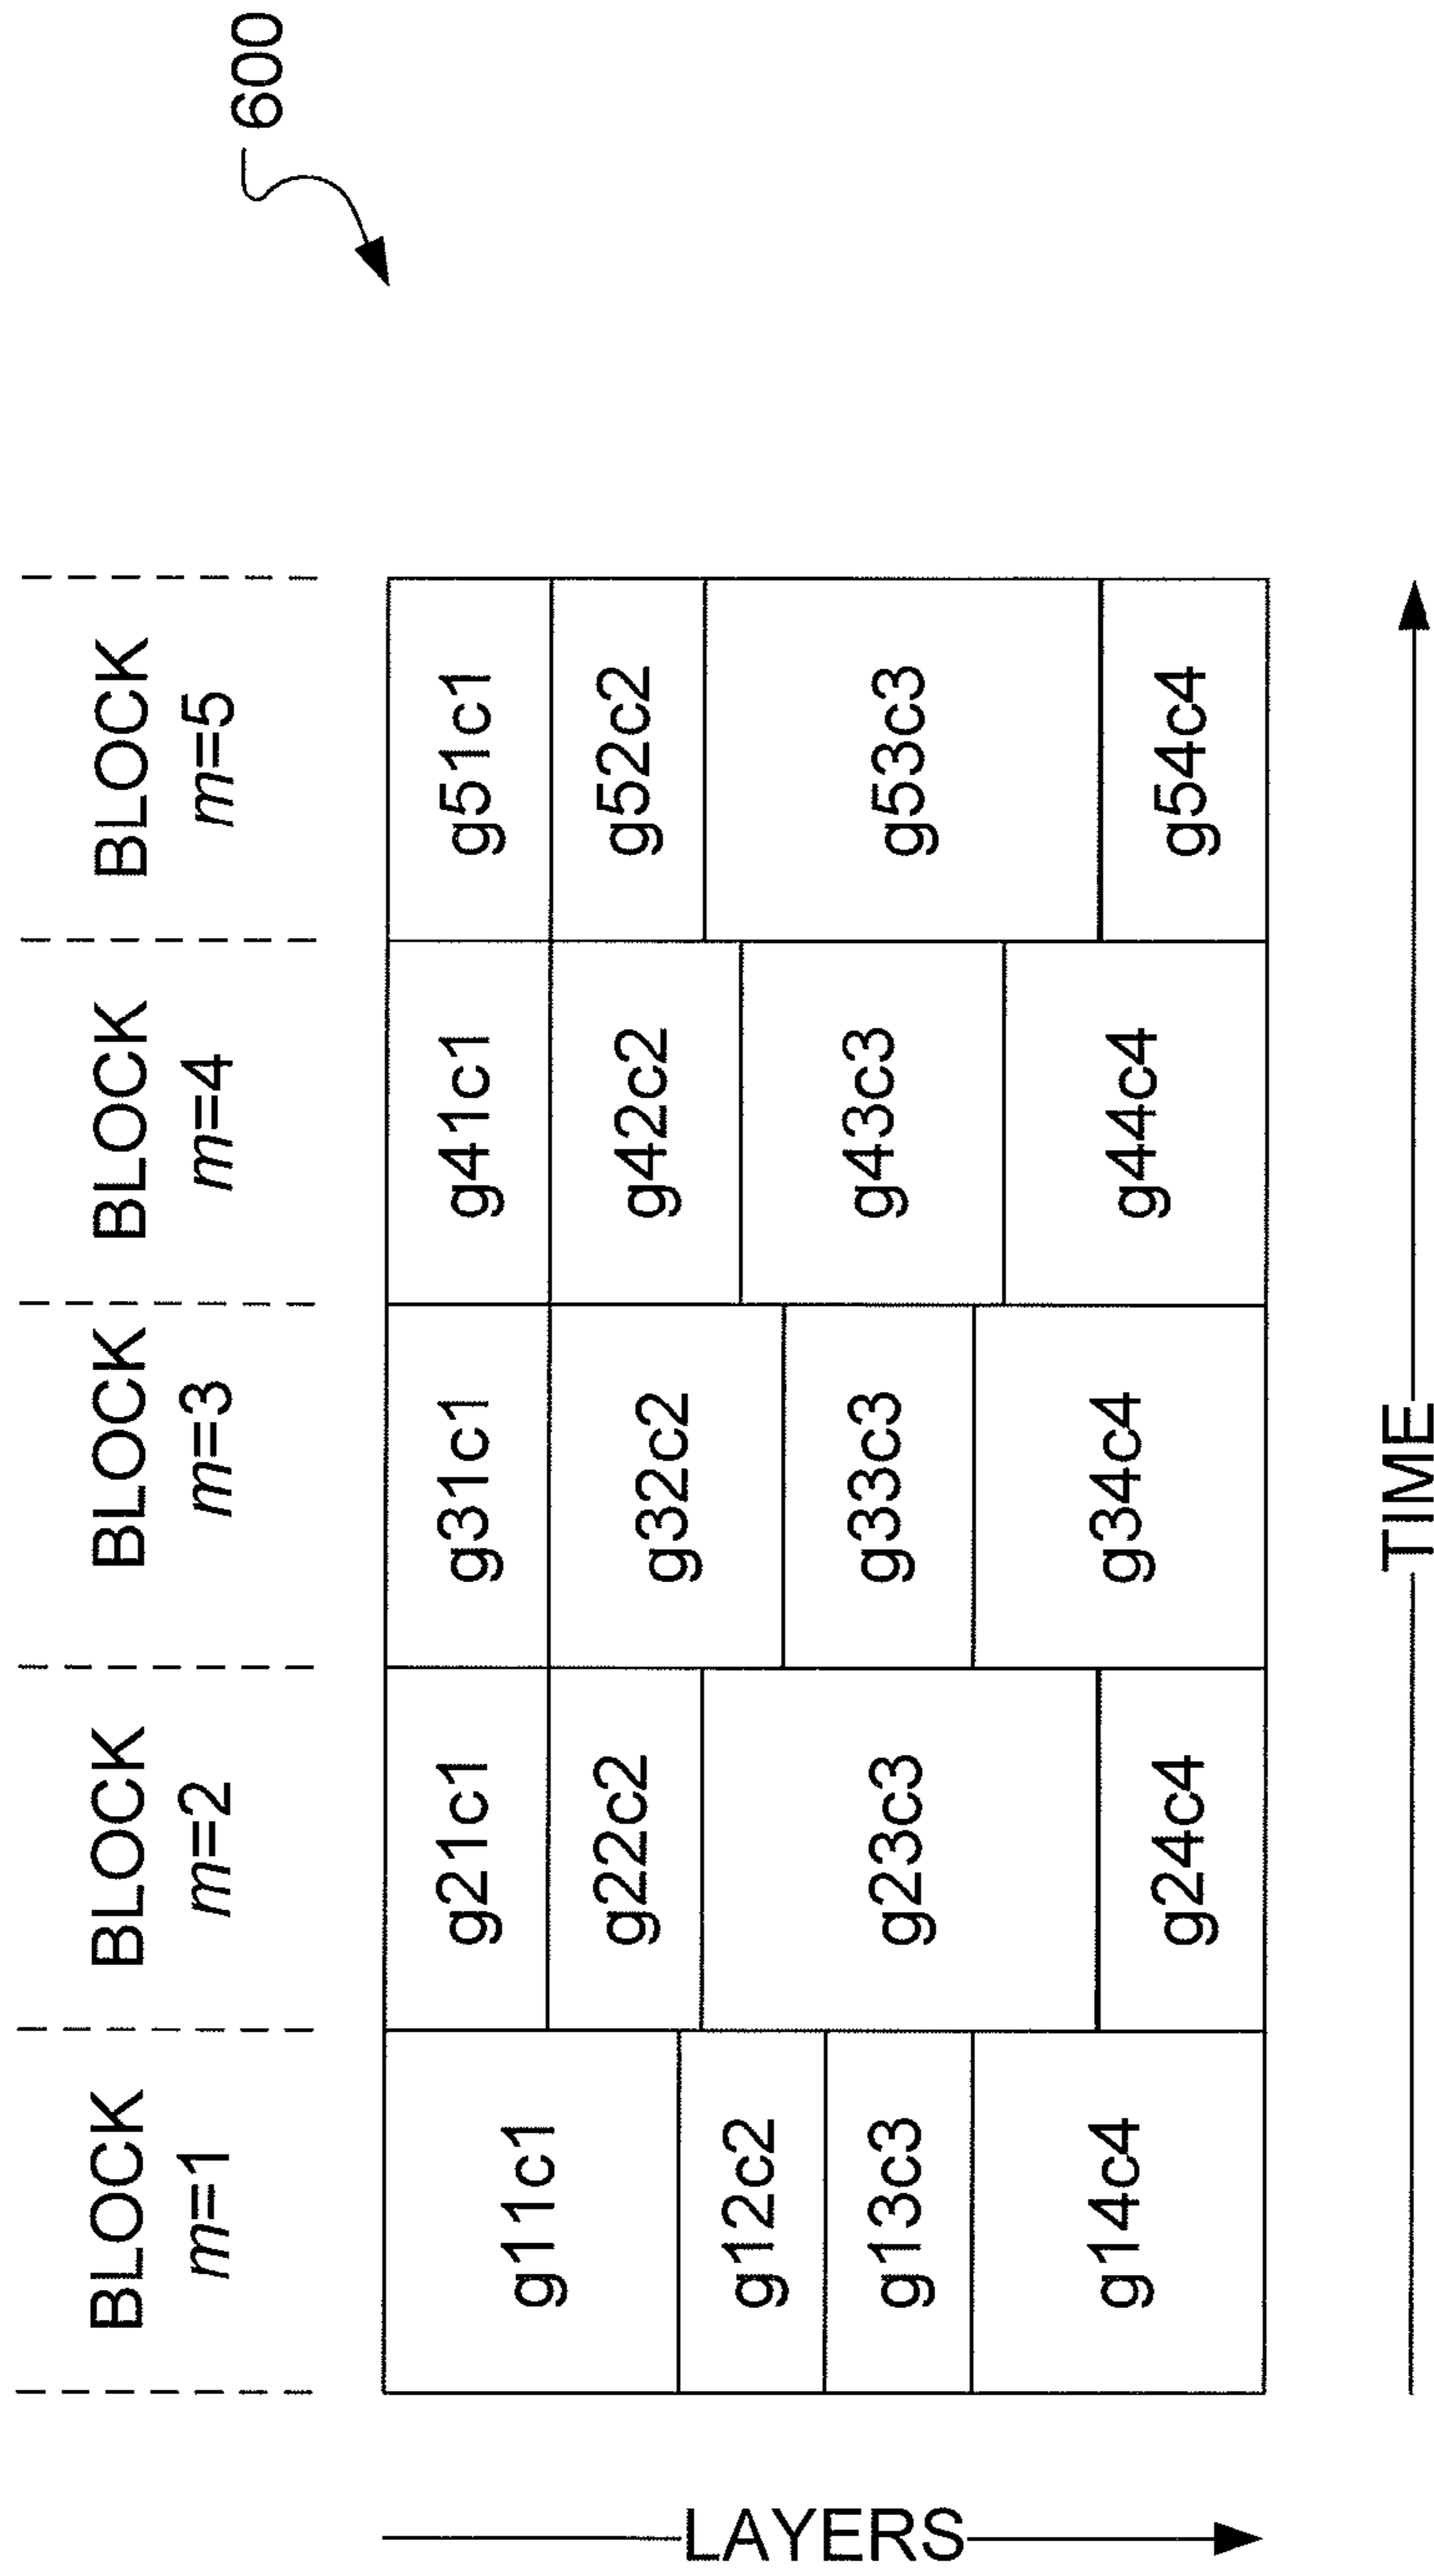 600
BLOCK
m=1
BLOCK
m=2
BLOCK
m=3
BLOCK
m=4
BLOCK
m=5
LAYERS
g11c1
g21c1
g31c1
g41c1
g51c1
g12c2
g22c2
g32c2
g42c2
g52c2
g13c3
g23c3
g33c3
g43c3
g53c3
g14c4
g24c4
g34c4
g44c4
g54c4
TIME